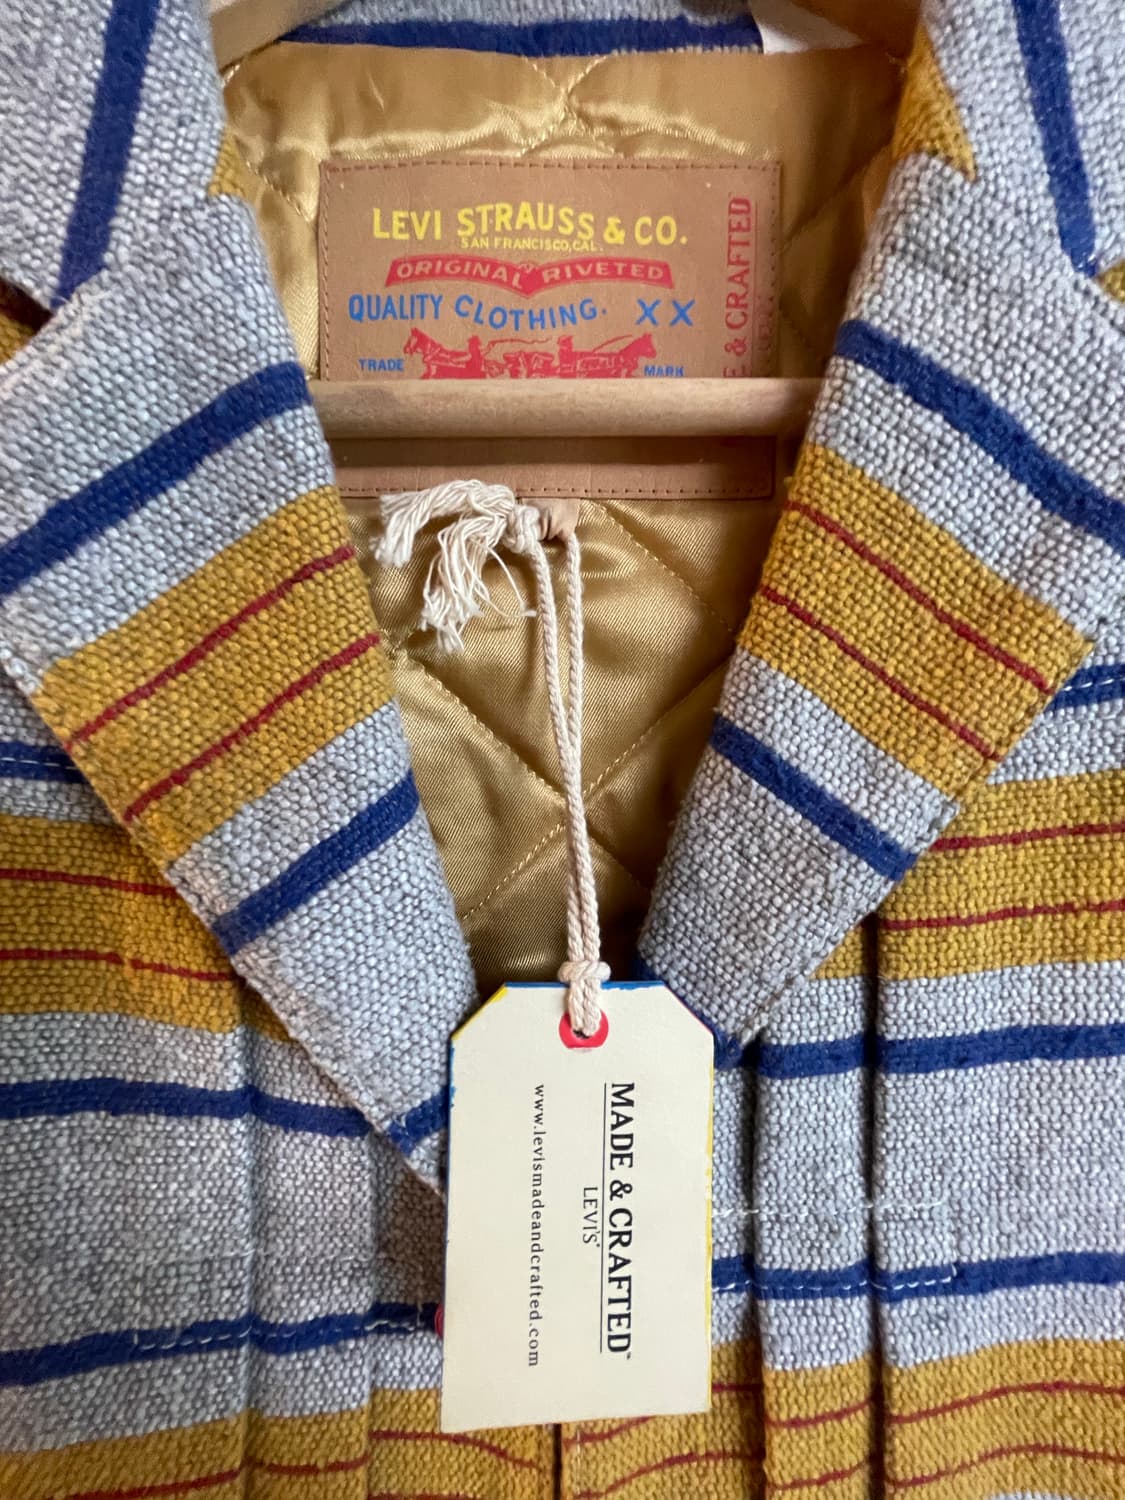 LEVI STRAUSS & CO.
SAN FRANCISCO, CAL.
ORIGINAL RIVETED
QUALITY CLOTHING. XX
TRADE MARK
& CRAFTED
MADE & CRAFTED™
LEVI'S®
www.levismadeandcrafted.com